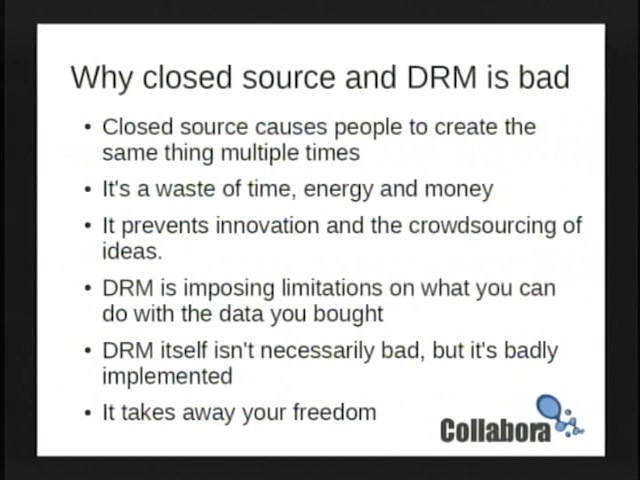 Why closed source and DRM is bad
• Closed source causes people to create the
same thing multiple times
• It's a waste of time, energy and money
• It prevents innovation and the crowdsourcing of
ideas.
• DRM is imposing limitations on what you can
do with the data you bought
• DRM itself isn't necessarily bad, but it's badly
implemented
• It takes away your freedom
Collabora